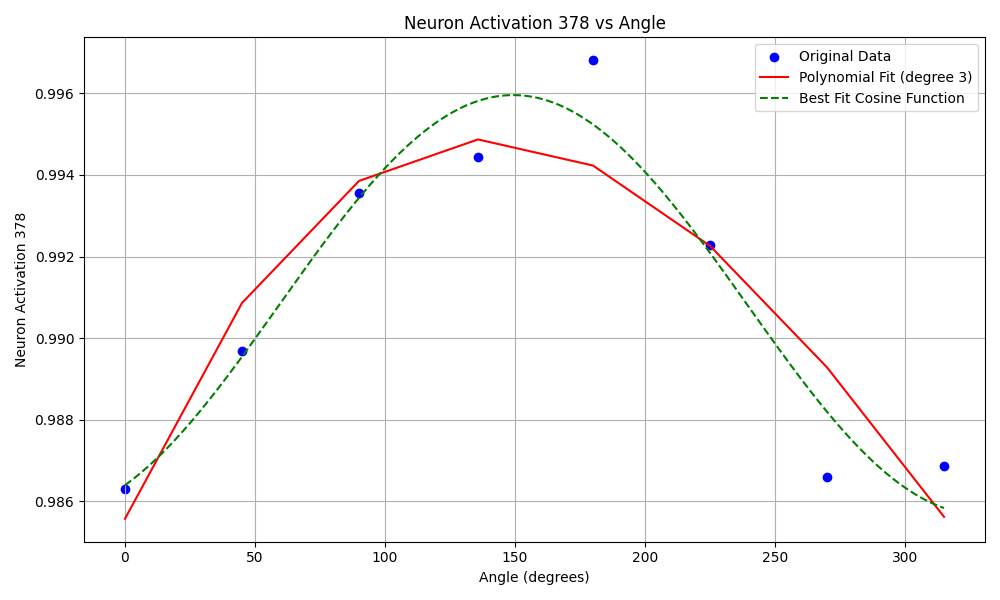 Neuron Activation 378 vs Angle
Original Data
Polynomial Fit (degree 3)
Best Fit Cosine Function
Neuron Activation 378
0.996
0.994
0.992
0.990
0.988
0.986
0
50
100
150
200
250
300
Angle (degrees)